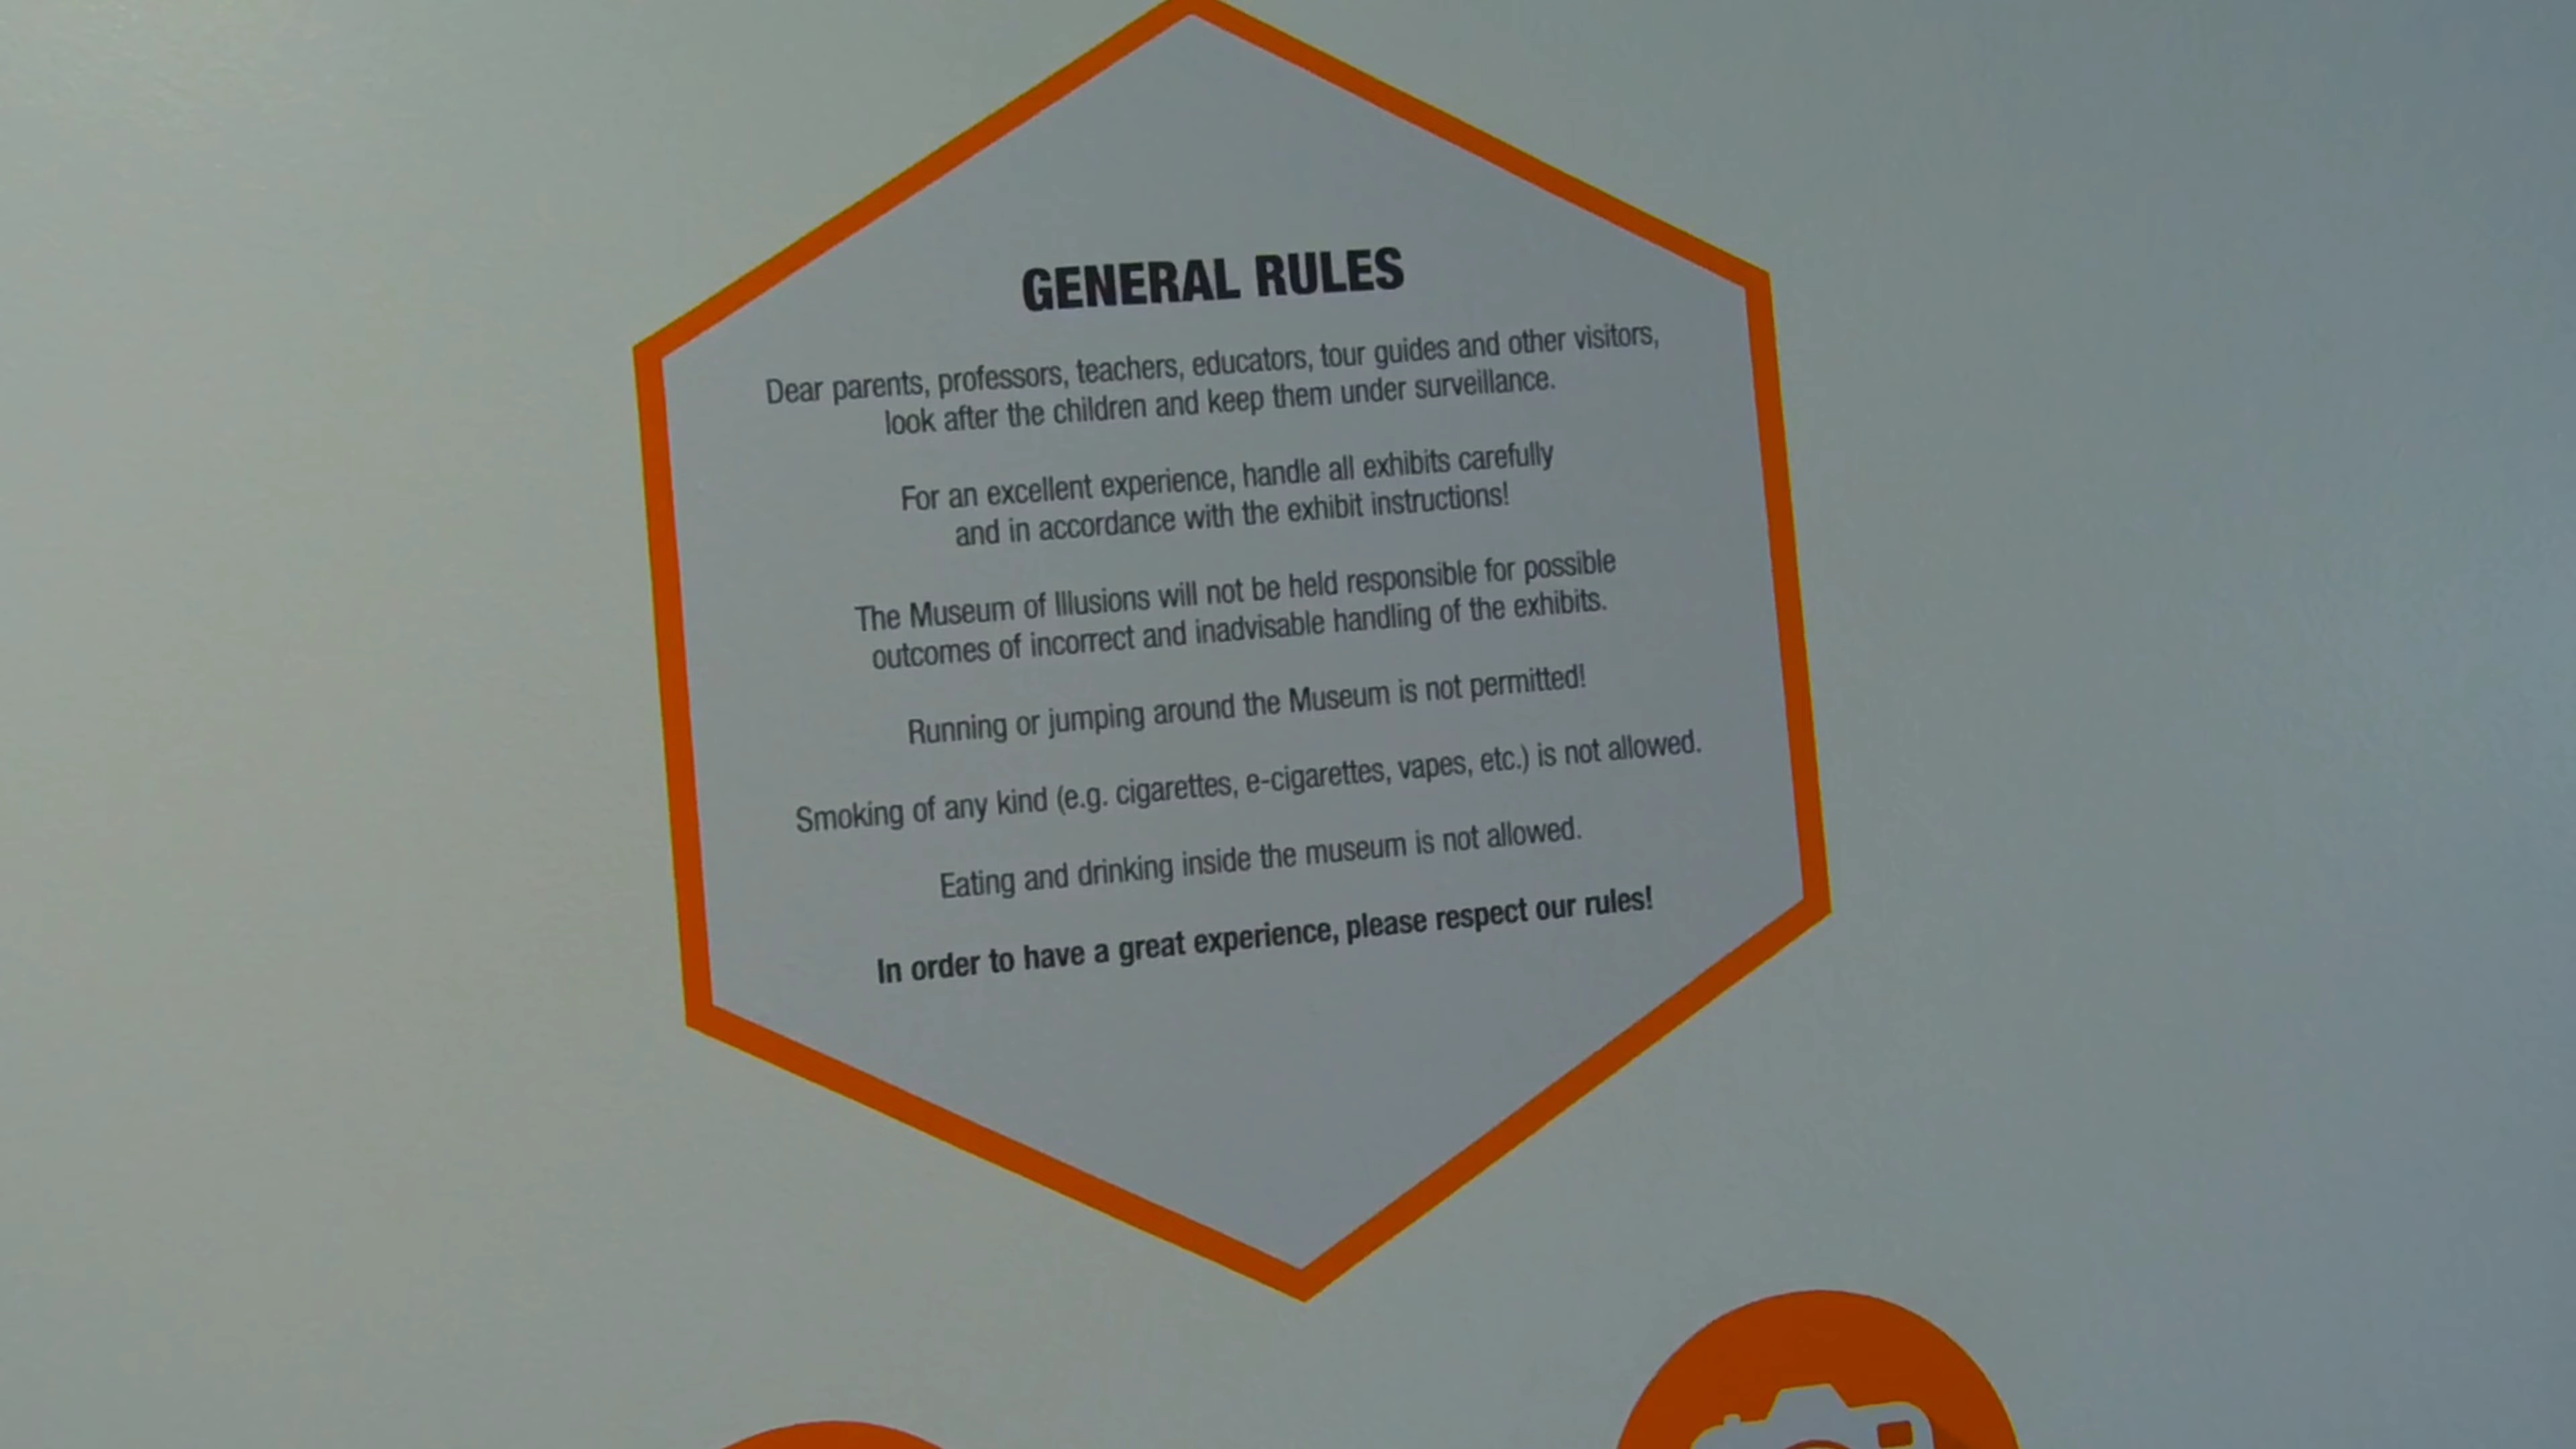 GENERAL RULES
Dear parents, professors, teachers, educators, tour guides and other visitors,
look after the children and keep them under surveillance.
For an excellent experience, handle all exhibits carefully
and in accordance with the exhibit instructions!
The Museum of Illusions will not be held responsible for possible
outcomes of incorrect and inadvisable handling of the exhibits.
Running or jumping around the Museum is not permitted!
Smoking of any kind (e.g. cigarettes, e-cigarettes, vapes, etc.) is not allowed.
Eating and drinking inside the museum is not allowed.
In order to have a great experience, please respect our rules!